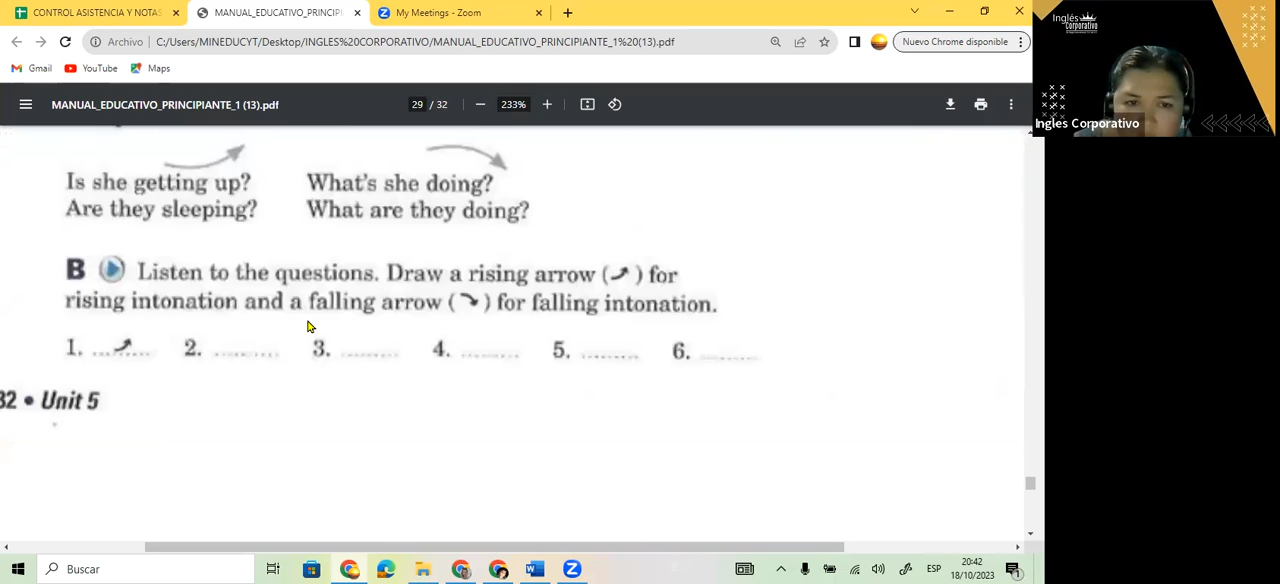 CONTROL ASISTENCIA Y NOTAS
MANUAL_EDUCATIVO_PRINCIPI
My Meetings - Zoom
Archivo
C:/Users/MINEDUCYT/Desktop/INGLES%20CORPORATIVO/MANUAL_EDUCATIVO_PRINCIPIANTE_1%20(13).pdf
Nuevo Chrome disponible
Gmail
YouTube
Maps
MANUAL_EDUCATIVO_PRINCIPIANTE_1 (13).pdf
29 / 32
233%
Inglés
Corporativo
Ingles Corporativo
Is she getting up? What's she doing?
Are they sleeping? What are they doing?
B Listen to the questions. Draw a rising arrow ( ) for
rising intonation and a falling arrow ( ) for falling intonation.
1. 2. 3. 4. 5. 6.
32 • Unit 5
Buscar
ESP
20:42
18/10/2023